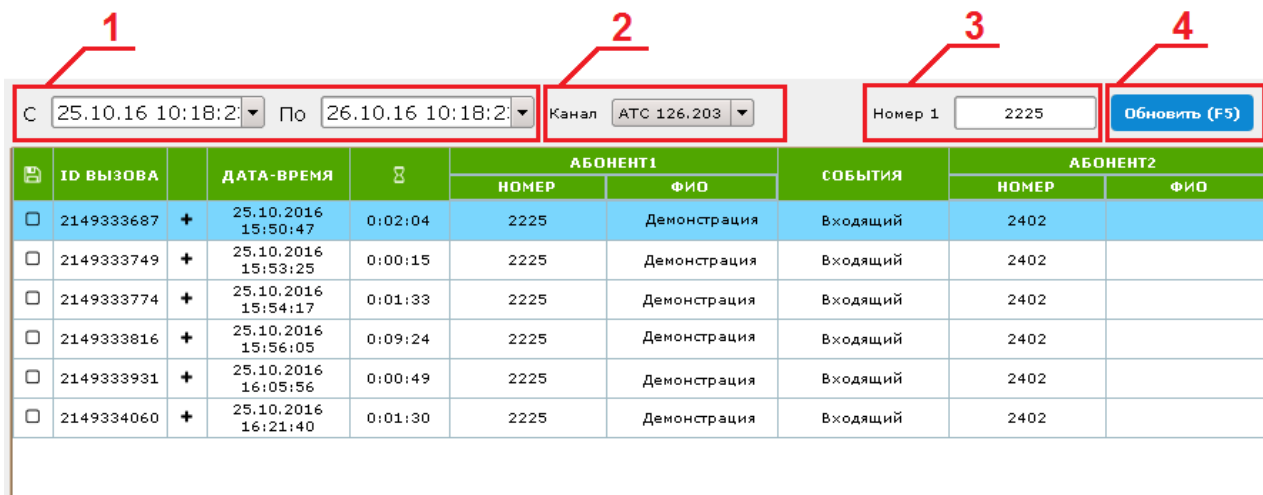 1 2 3 4
С 25.10.16 10:18:2 По 26.10.16 10:18:2 Канал АТС 126.203 Номер 1 2225 Обновить (F5)
АБОНЕНТ1 АБОНЕНТ2
ID ВЫЗОВА ДАТА-ВРЕМЯ СОБЫТИЯ
НОМЕР ФИО НОМЕР ФИО
25.10.2016
2149333687 + 0:02:04 2225 Демонстрация Входящий 2402
15:50:47
25.10.2016
2149333749 + 0:00:15 2225 Демонстрация Входящий 2402
15:53:25
25.10.2016
2149333774 + 0:01:33 2225 Демонстрация Входящий 2402
15:54:17
25.10.2016
2149333816 + 0:09:24 2225 Демонстрация Входящий 2402
15:56:05
25.10.2016
2149333931 + 0:00:49 2225 Демонстрация Входящий 2402
16:05:56
25.10.2016
2149334060 + 0:01:30 2225 Демонстрация Входящий 2402
16:21:40